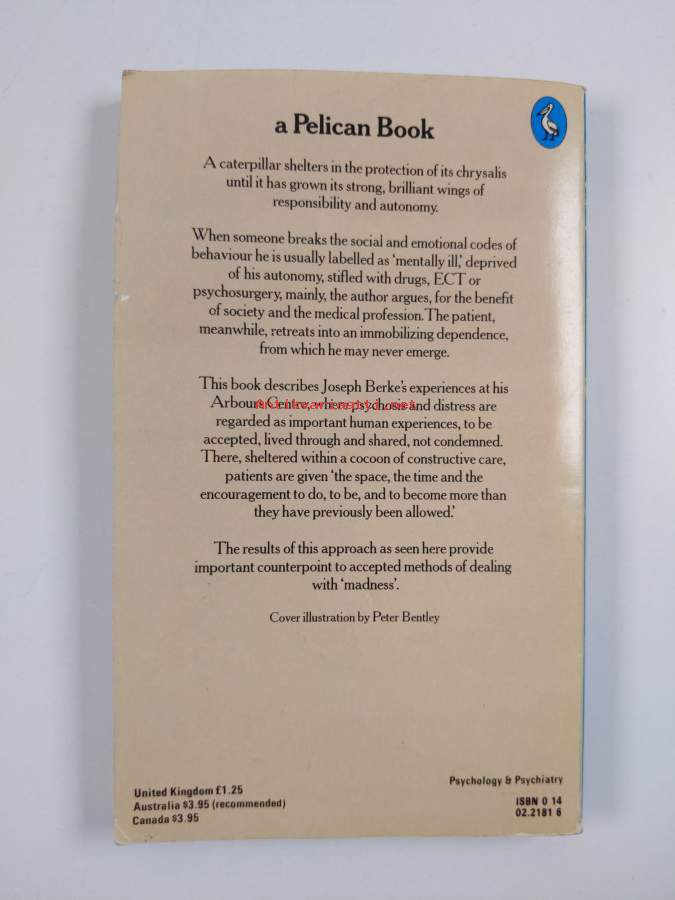 a Pelican Book
A caterpillar shelters in the protection of its chrysalis
until it has grown its strong, brilliant wings of
responsibility and autonomy.
When someone breaks the social and emotional codes of
behaviour he is usually labelled as ‘mentally ill,’ deprived
of his autonomy, stifled with drugs, ECT or
psychosurgery, mainly, the author argues, for the benefit
of society and the medical profession. The patient,
meanwhile, retreats into an immobilizing dependence,
from which he may never emerge.
This book describes Joseph Berke's experiences at his
Arbours Centre, where psychosis and distress are
regarded as important human experiences, to be
accepted, lived through and shared, not condemned.
There, sheltered within a cocoon of constructive care,
patients are given ‘the space, the time and the
encouragement to do, to be, and to become more than
they have previously been allowed.’
The results of this approach as seen here provide
important counterpoint to accepted methods of dealing
with ‘madness’.
Cover illustration by Peter Bentley
Psychology & Psychiatry
United Kingdom £1.25
Australia $3.95 (recommended)
Canada $3.95
ISBN 0 14
02.2181 6